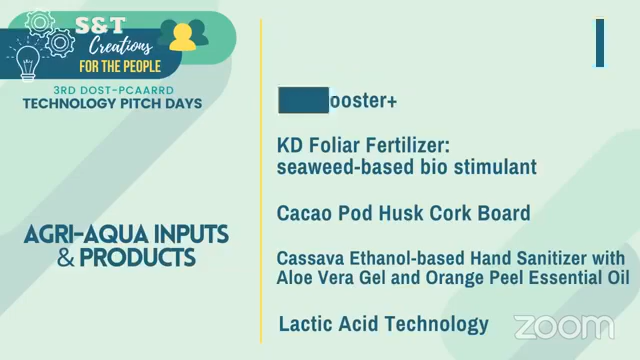 S&T
Creations
FOR THE PEOPLE
3RD DOST-PCAARRD
TECHNOLOGY PITCH DAYS
AGRI-AQUA INPUTS
& PRODUCTS
ooster+
KD Foliar Fertilizer:
seaweed-based bio stimulant
Cacao Pod Husk Cork Board
Cassava Ethanol-based Hand Sanitizer with
Aloe Vera Gel and Orange Peel Essential Oil
Lactic Acid Technology
zoom